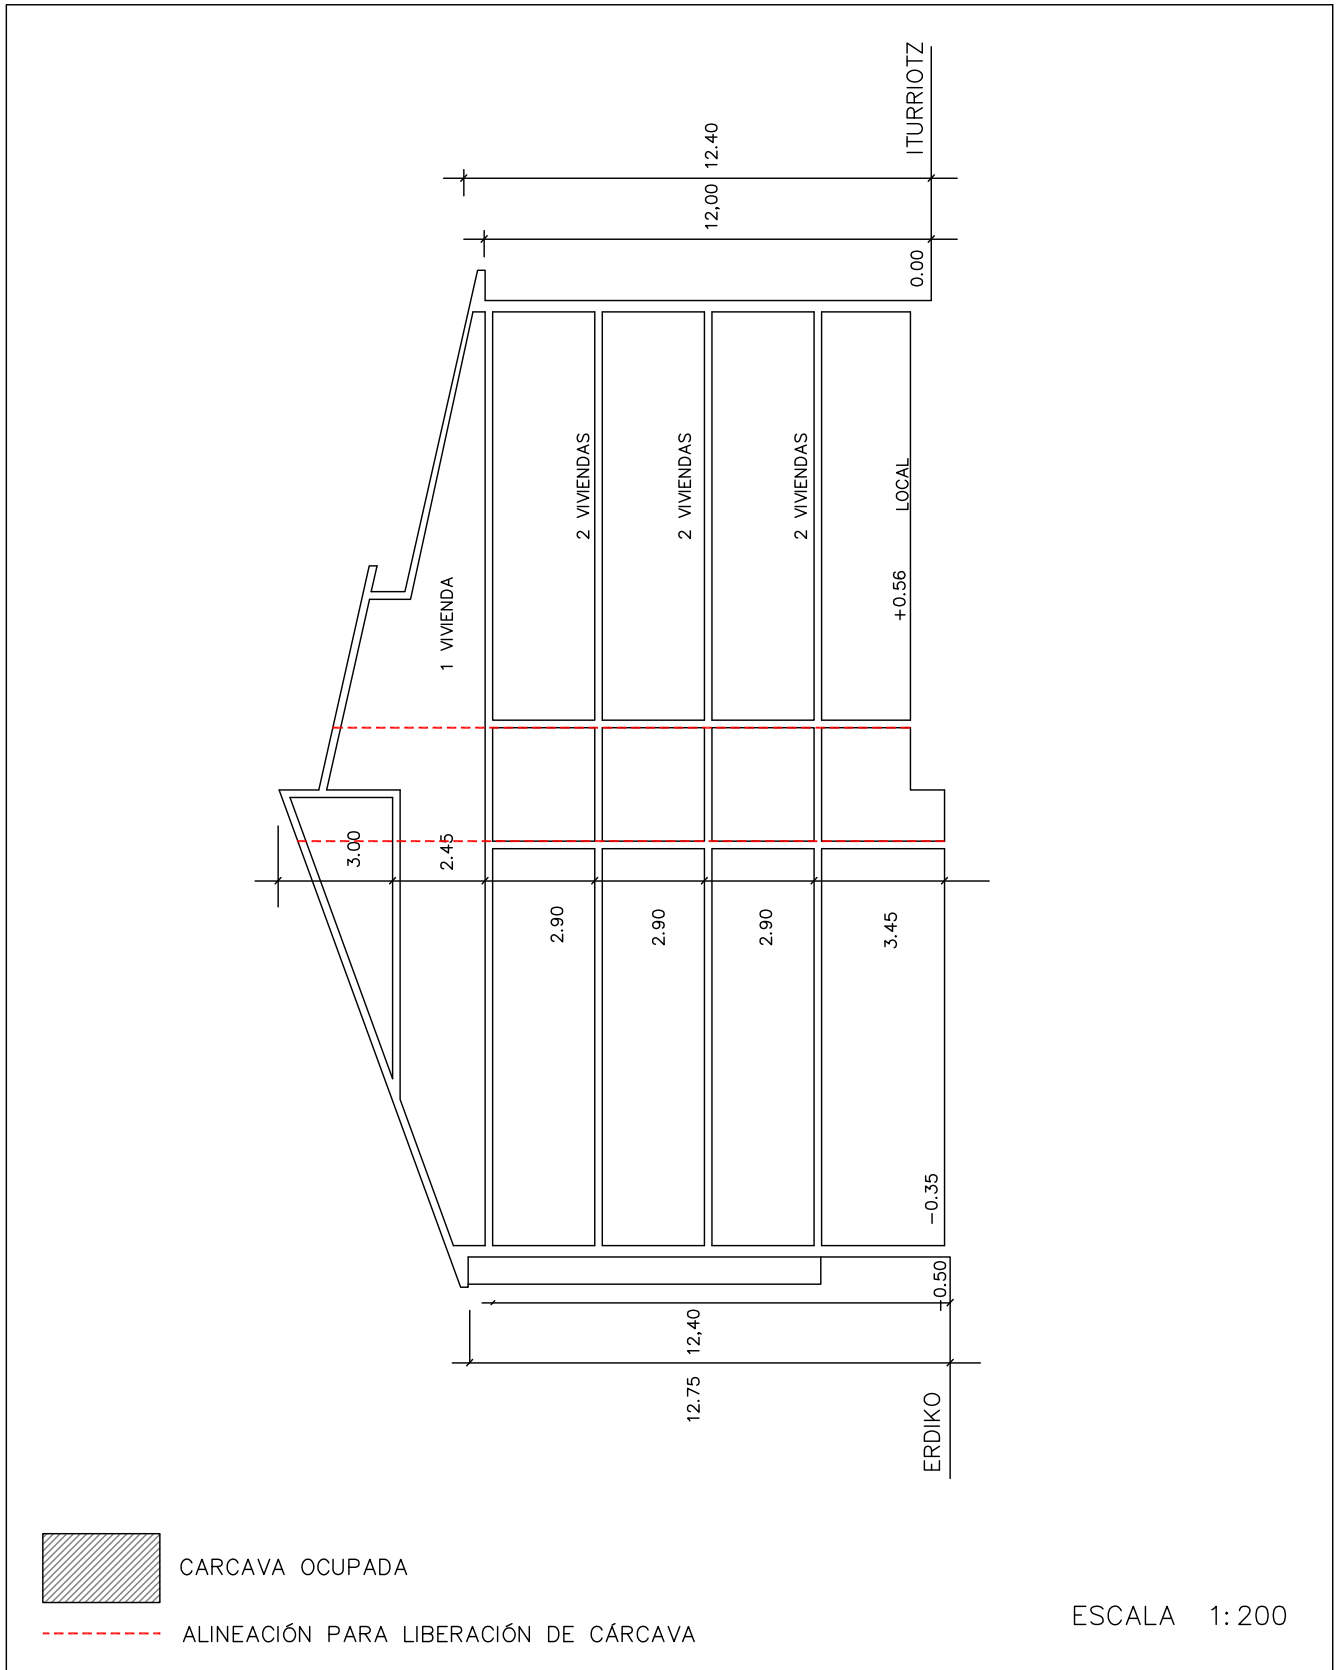 ITURRIOTZ
12.40
12,00
0.00
2 VIVIENDAS
2 VIVIENDAS
2 VIVIENDAS
LOCAL
+0.56
1 VIVIENDA
3.00
2.45
2.90
2.90
2.90
3.45
-0.35
-0.50
12,40
12.75
ERDIKO
CARCAVA OCUPADA
ALINEACIÓN PARA LIBERACIÓN DE CÁRCAVA
ESCALA 1:200